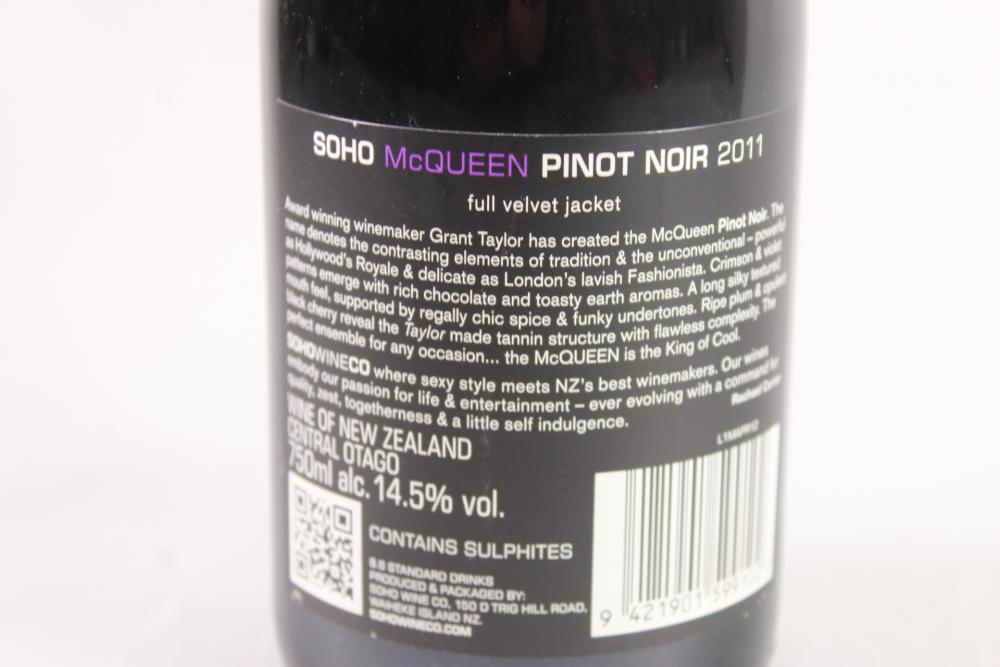 SOHO McQUEEN PINOT NOIR 2011
full velvet jacket
Award winning winemaker Grant Taylor has created the McQueen Pinot Noir. The
name denotes the contrasting elements of tradition & the unconventional – powerful
as Hollywood's Royale & delicate as London's lavish Fashionista. Crimson & violet
patterns emerge with rich chocolate and toasty earth aromas. A long silky textured
mouth feel, supported by regally chic spice & funky undertones. Ripe plum & opulent
black cherry reveal the Taylor made tannin structure with flawless complexity. The
perfect ensemble for any occasion... the McQUEEN is the King of Cool.
SOHOWINECO where sexy style meets NZ's best winemakers. Our wines
embody our passion for life & entertainment – ever evolving with a command for
quality, zest, togetherness & a little self indulgence.
Rachael Carter
WINE OF NEW ZEALAND
CENTRAL OTAGO
750ml alc. 14.5% vol.
CONTAINS SULPHITES
8.6 STANDARD DRINKS
PRODUCED & PACKAGED BY:
SOHO WINE CO, 150 D TRIG HILL ROAD,
WAIHEKE ISLAND NZ.
SOHOWINECO.COM
9 421901